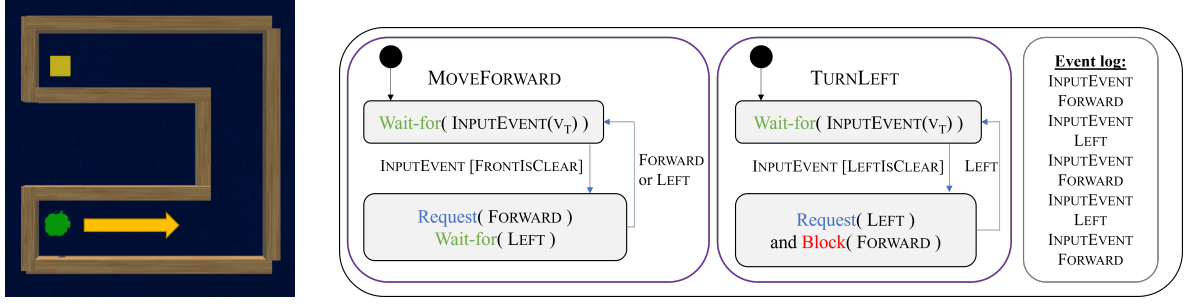 MOVEFORWARD
Wait-for( INPUTEVENT(VT) )
INPUTEVENT [FRONTISCLEAR]
FORWARD
or LEFT
Request( FORWARD )
Wait-for( LEFT )
TURNLEFT
Wait-for( INPUTEVENT(VT) )
INPUTEVENT [LEFTISCLEAR]
LEFT
Request( LEFT )
and Block( FORWARD )
Event log:
INPUTEVENT
FORWARD
INPUTEVENT
LEFT
INPUTEVENT
FORWARD
INPUTEVENT
LEFT
INPUTEVENT
FORWARD